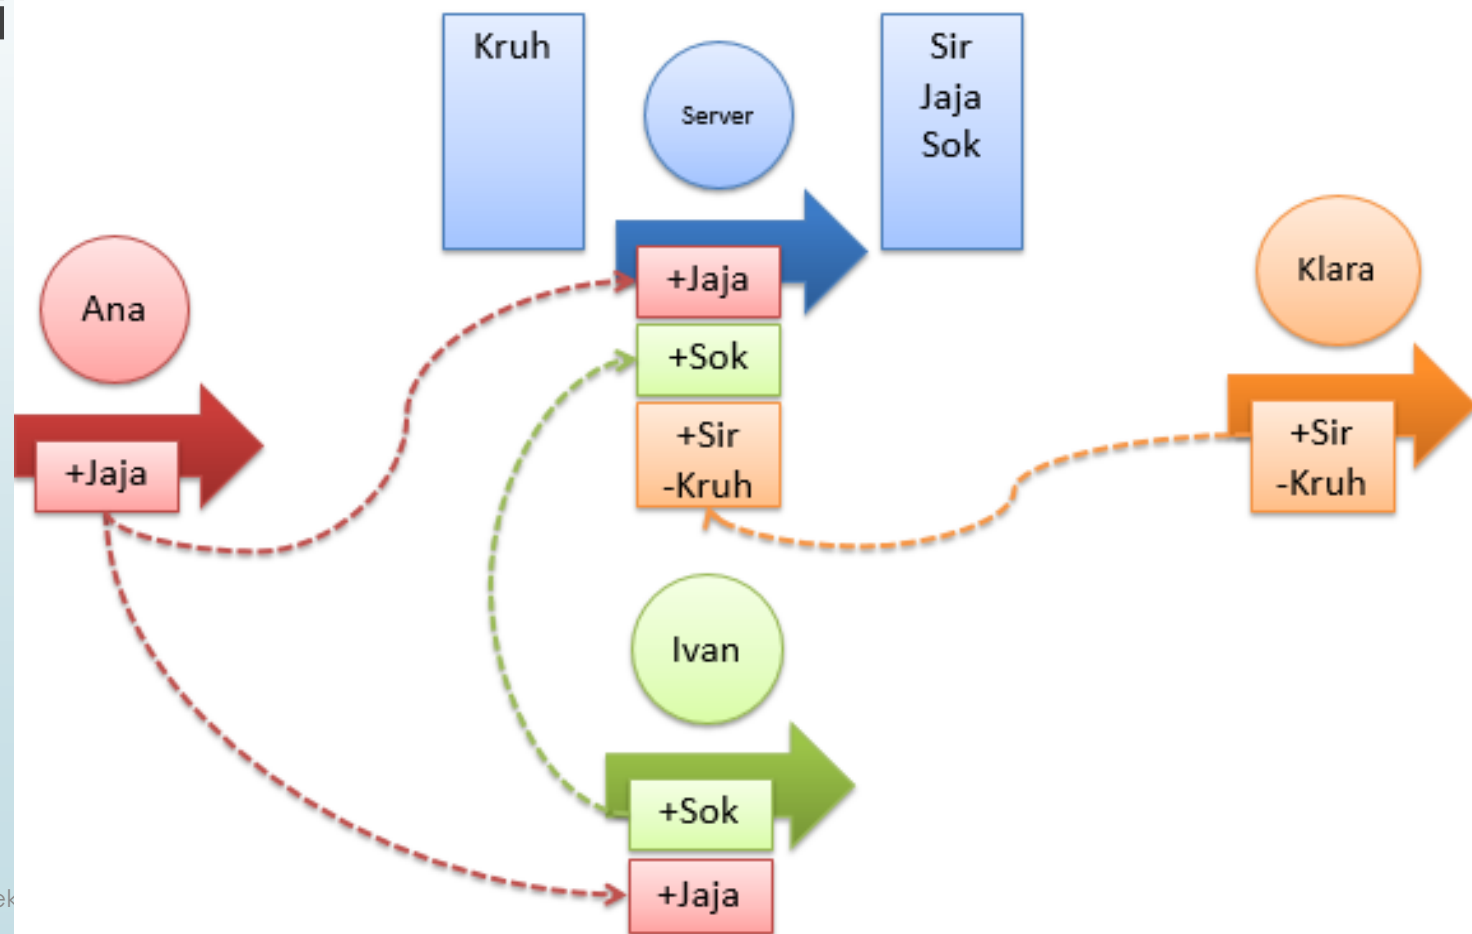 Kruh
Server
Sir
Jaja
Sok
Ana
+Jaja
+Jaja
+Sok
+Sir
-Kruh
Klara
+Sir
-Kruh
Ivan
+Sok
+Jaja